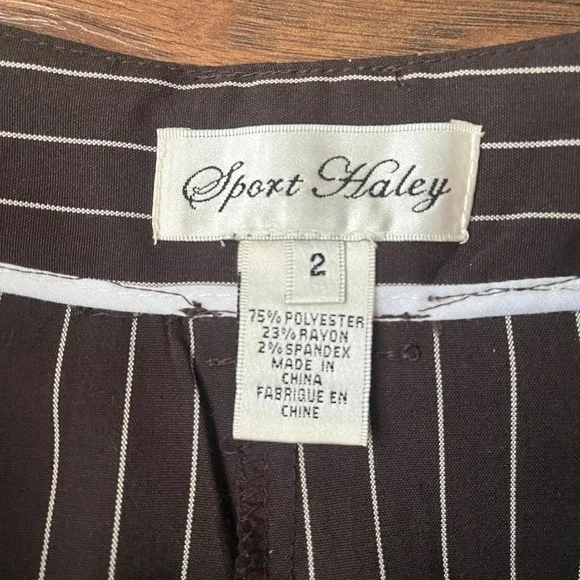 Sport Haley
2
75% POLYESTER
23% RAYON
2% SPANDEX
MADE IN
CHINA
FABRIQUE EN
CHINE